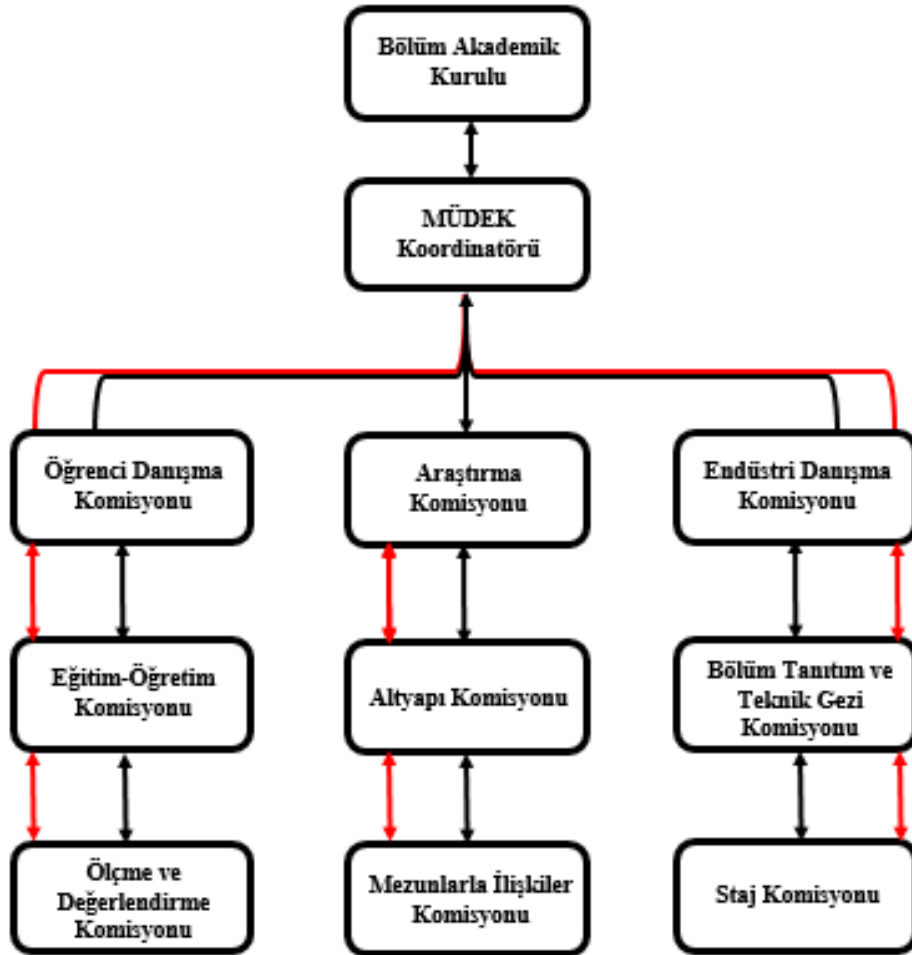 Bölüm Akademik
Kurulu
MÜDEK
Koordinatörü
Öğrenci Danışma
Komisyonu
Araştırma
Komisyonu
Endüstri Danışma
Komisyonu
Eğitim-Öğretim
Komisyonu
Altyapı Komisyonu
Bölüm Tanıtım ve
Teknik Gezi
Komisyonu
Ölçme ve
Değerlendirme
Komisyonu
Mezunlarla İlişkiler
Komisyonu
Staj Komisyonu